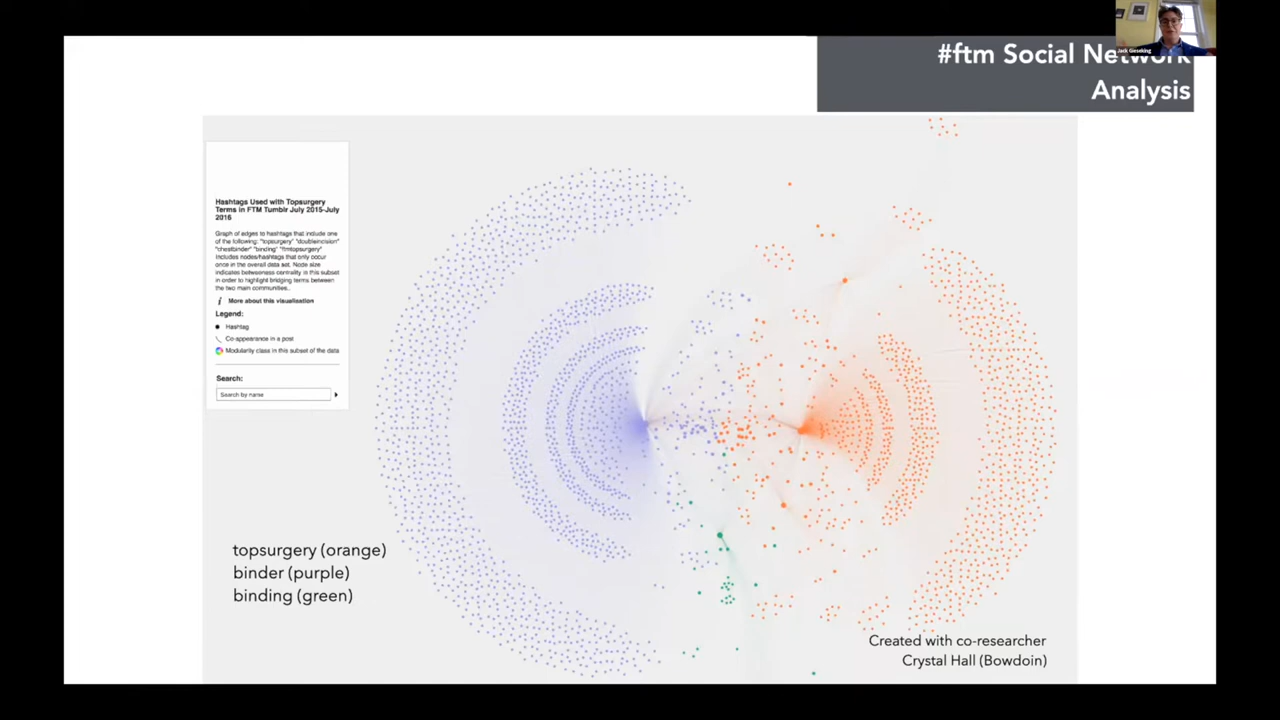 Jack Gieseking
#ftm Social Network
Analysis
Hashtags Used with Topsurgery
Terms in FTM Tumblr July 2015-July
2016
Graph of edges to hashtags that include one
of the following: "topsurgery" "doubleincision"
"chestbinder" "binding" "ftmtopsurgery"
Includes nodes/hashtags that only occur
once in the overall data set. Node size
indicates betweeness centrality in this subset
in order to highlight bridging terms between
the two main communities..
i More about this visualisation
Legend:
Hashtag
Co-appearance in a post
Modularity class in this subset of the data
Search:
Search by name
topsurgery (orange)
binder (purple)
binding (green)
Created with co-researcher
Crystal Hall (Bowdoin)